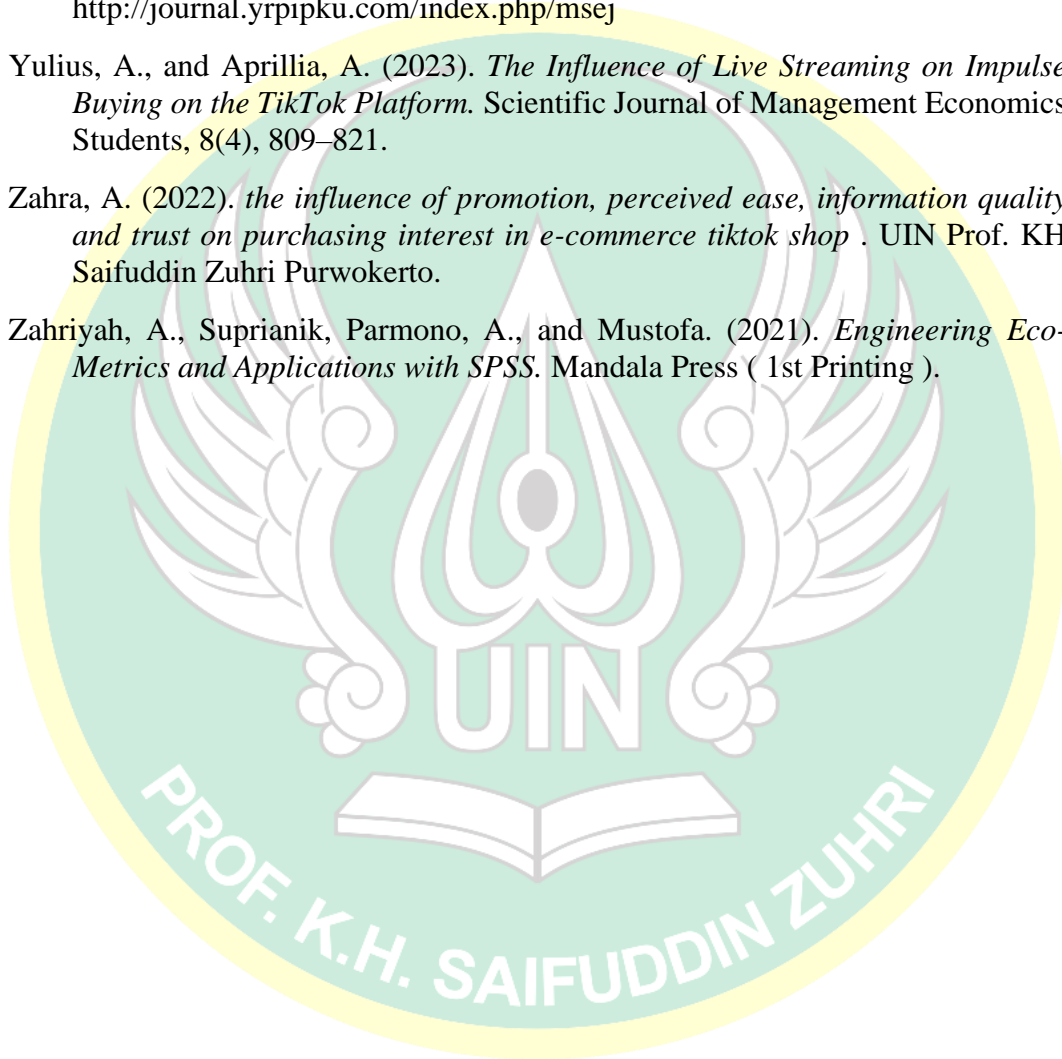 http://journal.yrpipku.com/index.php/msej
Yulius, A., and Aprillia, A. (2023). The Influence of Live Streaming on Impulse
Buying on the TikTok Platform. Scientific Journal of Management Economics
Students, 8(4), 809–821.
Zahra, A. (2022). the influence of promotion, perceived ease, information quality
and trust on purchasing interest in e-commerce tiktok shop . UIN Prof. KH
Saifuddin Zuhri Purwokerto.
Zahriyah, A., Suprianik, Parmono, A., and Mustofa. (2021). Engineering Eco-
Metrics and Applications with SPSS. Mandala Press ( 1st Printing ).
UIN
PROF. K.H. SAIFUDDIN ZUHRI